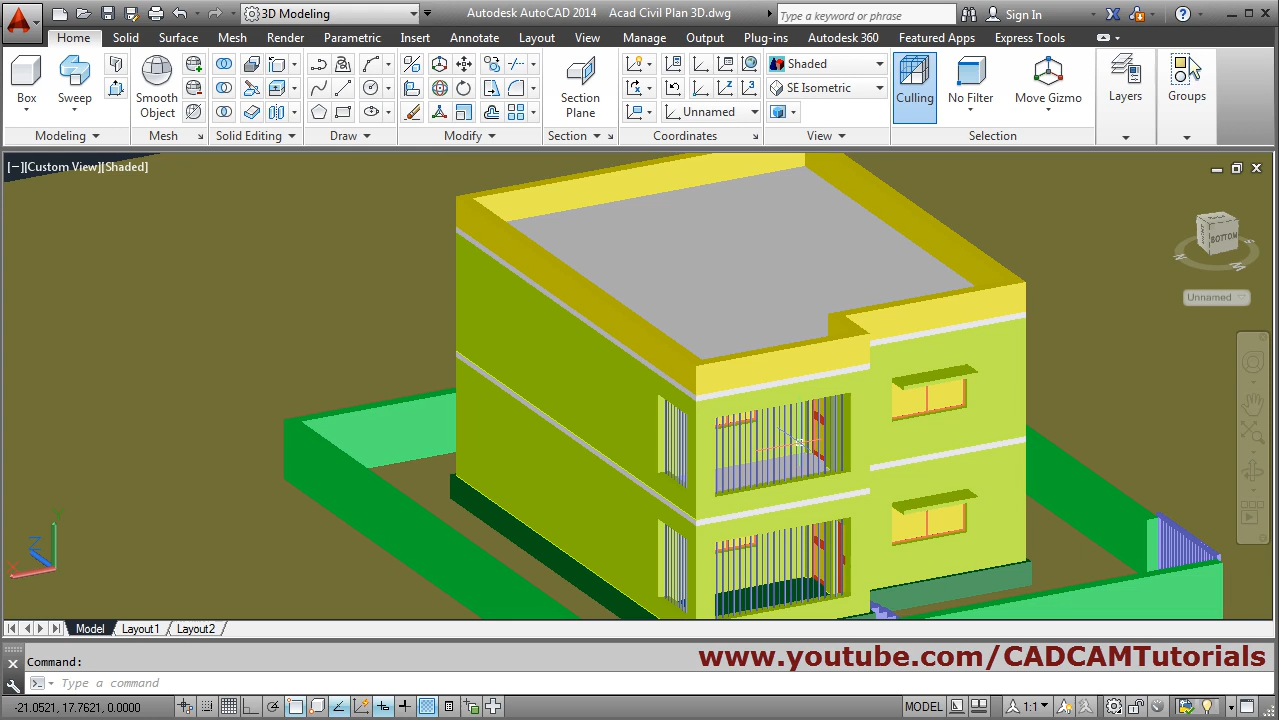 3D Modeling
Autodesk AutoCAD 2014 Acad Civil Plan 3D.dwg
Type a keyword or phrase
Sign In
Home Solid Surface Mesh Render Parametric Insert Annotate Layout View Manage Output Plug-ins Autodesk 360 Featured Apps Express Tools
Box
Sweep
Smooth
Object
Section
Plane
Unnamed
Shaded
SE Isometric
Culling
No Filter
Move Gizmo
Layers
Groups
Modeling Mesh Solid Editing Draw Modify Section Coordinates View Selection
[−][Custom View][Shaded]
BOTTOM
Unnamed
Y
Z
X
Model Layout1 Layout2
Command:
www.youtube.com/CADCAMTutorials
Type a command
-21.0521, 17.7621, 0.0000
MODEL
1:1